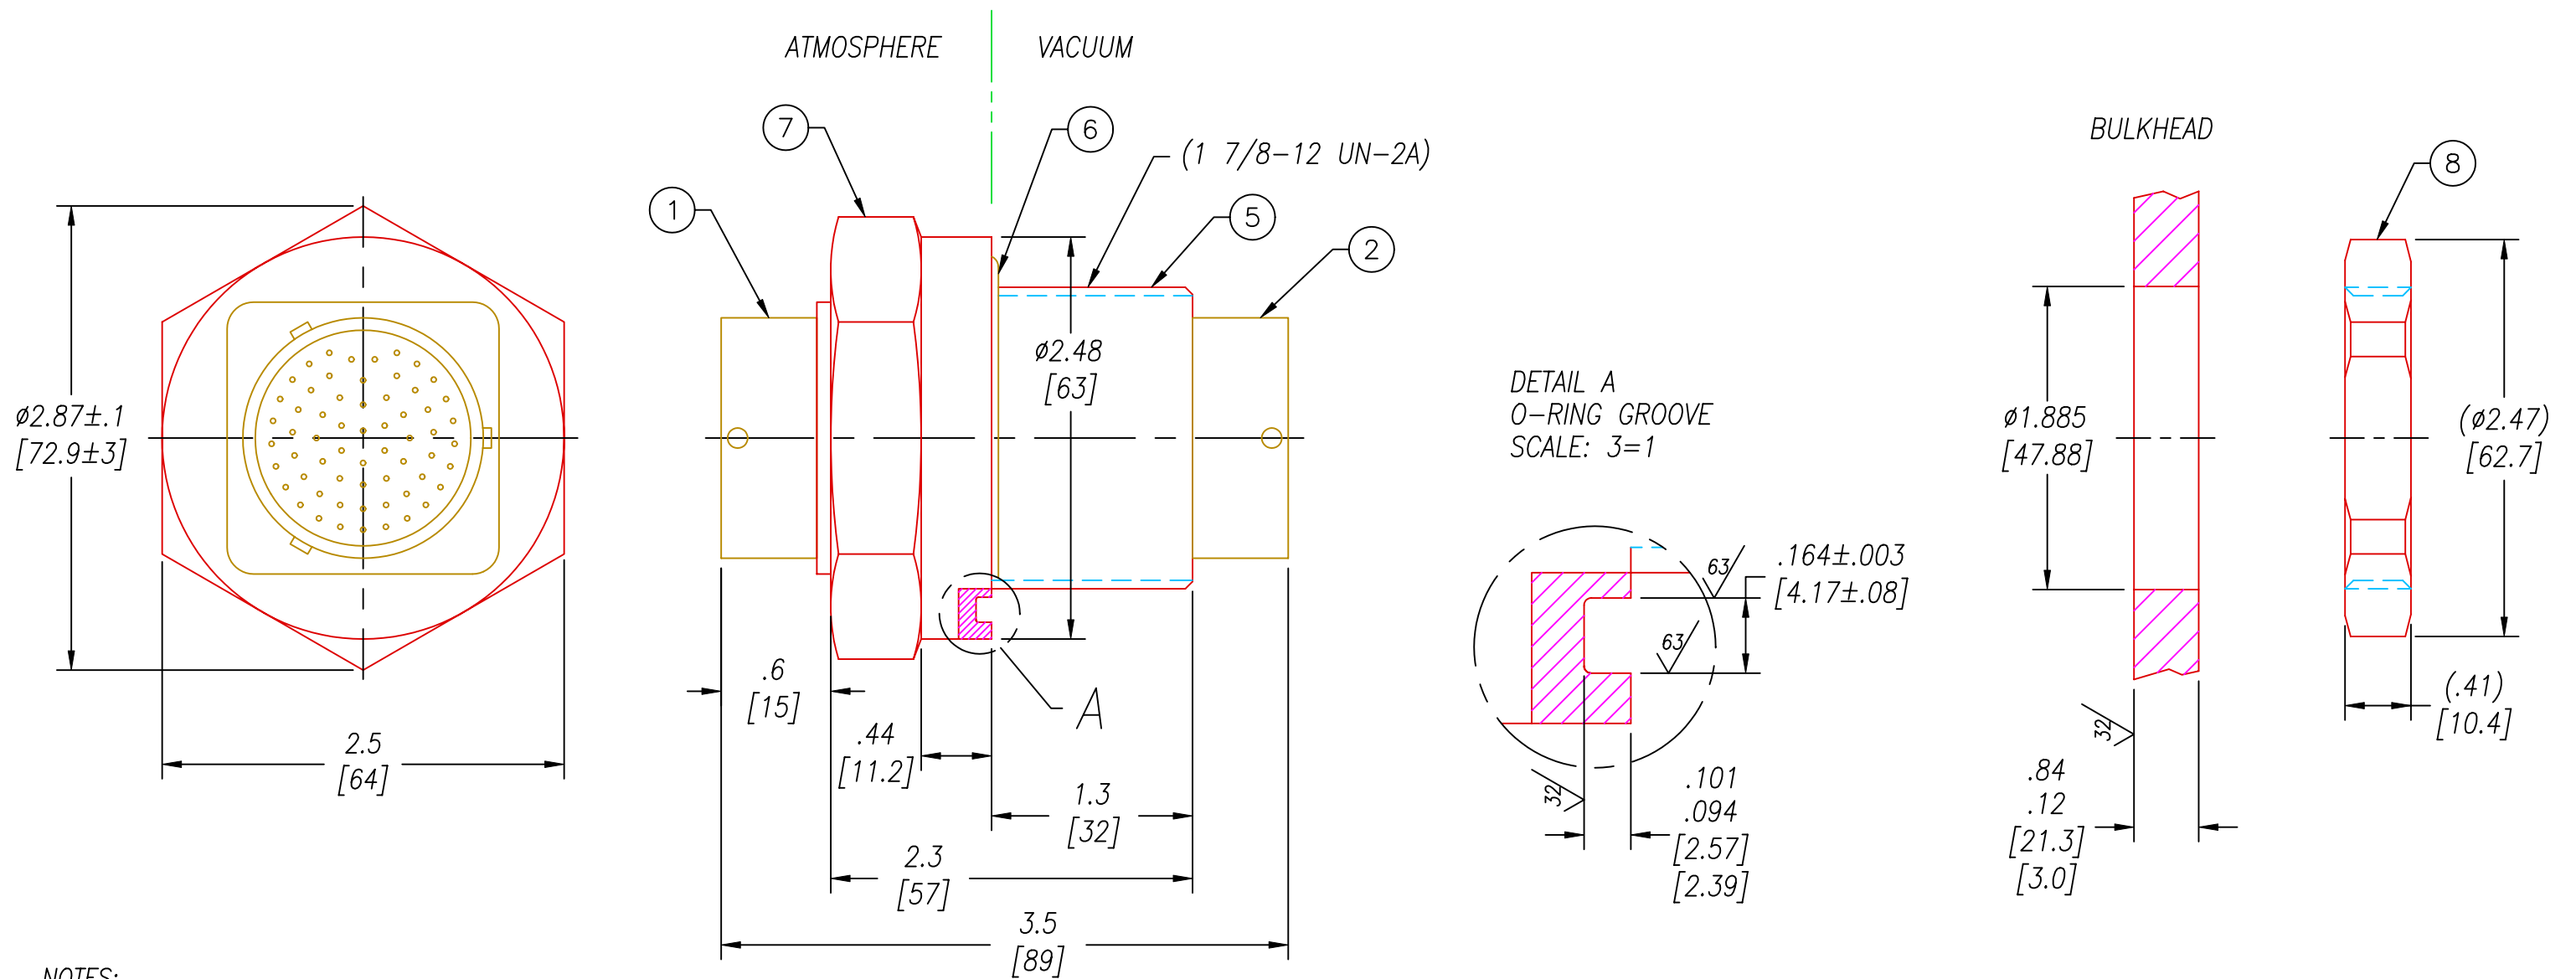 ATMOSPHERE
VACUUM
BULKHEAD
7
6
(1 7/8-12 UN-2A)
8
1
5
2
ø2.87±.1
[72.9±3]
2.5
[64]
ø2.48
[63]
.6
[15]
.44
[11.2]
A
1.3
[32]
2.3
[57]
3.5
[89]
DETAIL A
O-RING GROOVE
SCALE: 3=1
63
.164±.003
[4.17±.08]
63
32
.101
.094
[2.57]
[2.39]
ø1.885
[47.88]
32
.84
.12
[21.3]
[3.0]
(ø2.47)
[62.7]
(.41)
[10.4]
NOTES: